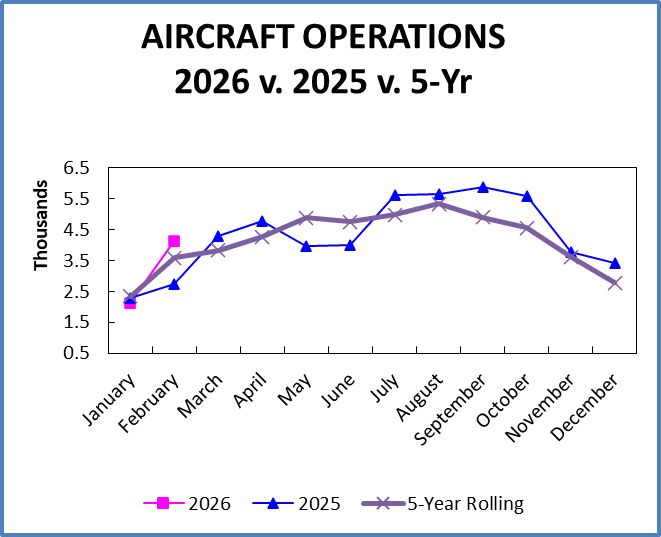 AIRCRAFT OPERATIONS
2026 v. 2025 v. 5-Yr
Thousands
6.5
5.5
4.5
3.5
2.5
1.5
0.5
January
February
March
April
May
June
July
August
September
October
November
December
2026
2025
5-Year Rolling